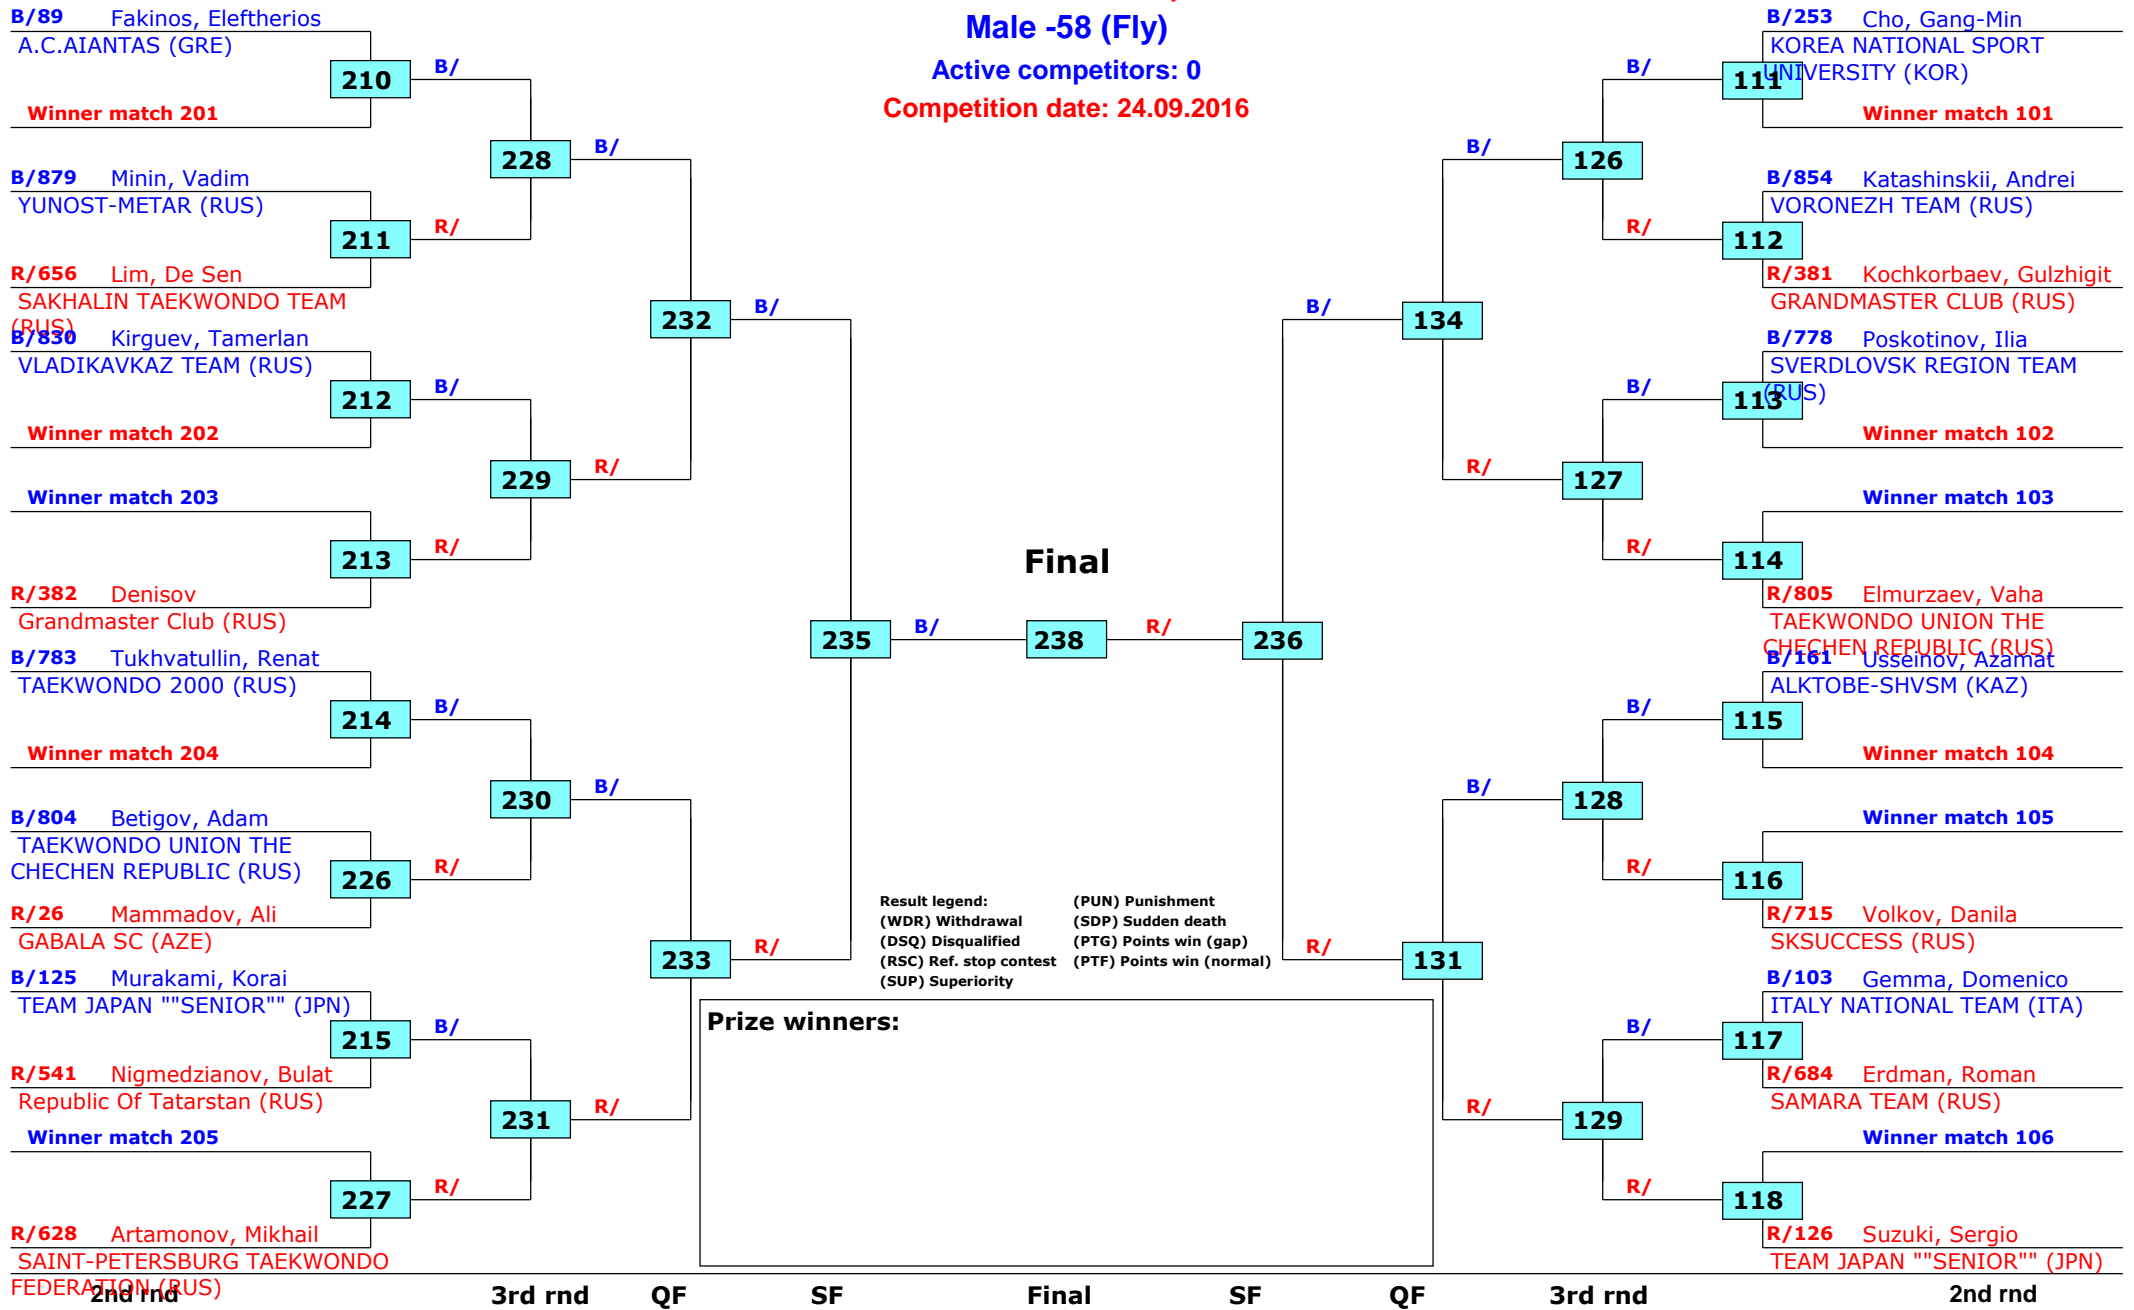 Male -58 (Fly)
Active competitors: 0
Competition date: 24.09.2016
B/89 Fakinos, Eleftherios
A.C.AIANTAS (GRE)
210
B/
Winner match 201
228
B/
B/879 Minin, Vadim
YUNOST-METAR (RUS)
211
R/
R/656 Lim, De Sen
SAKHALIN TAEKWONDO TEAM
(RUS)
232
B/
B/830 Kirguev, Tamerlan
VLADIKAVKAZ TEAM (RUS)
212
B/
Winner match 202
229
R/
Winner match 203
213
R/
R/382 Denisov
Grandmaster Club (RUS)
235
B/
B/783 Tukhvatullin, Renat
TAEKWONDO 2000 (RUS)
214
B/
Winner match 204
230
B/
B/804 Betigov, Adam
TAEKWONDO UNION THE
CHECHEN REPUBLIC (RUS)
226
R/
R/26 Mammadov, Ali
GABALA SC (AZE)
233
R/
B/125 Murakami, Korai
TEAM JAPAN ""SENIOR"" (JPN)
215
B/
R/541 Nigmedzianov, Bulat
Republic Of Tatarstan (RUS)
231
R/
Winner match 205
227
R/
R/628 Artamonov, Mikhail
SAINT-PETERSBURG TAEKWONDO
FEDERATION (RUS)
Final
238
R/
236
B/253 Cho, Gang-Min
KOREA NATIONAL SPORT
UNIVERSITY (KOR)
B/
111
Winner match 101
B/
126
B/854 Katashinskii, Andrei
VORONEZH TEAM (RUS)
R/
112
R/381 Kochkorbaev, Gulzhigit
GRANDMASTER CLUB (RUS)
B/
134
B/778 Poskotinov, Ilia
SVERDLOVSK REGION TEAM
(RUS)
B/
113
Winner match 102
R/
127
Winner match 103
R/
114
R/805 Elmurzaev, Vaha
TAEKWONDO UNION THE
CHECHEN REPUBLIC (RUS)
B/161 Usseinov, Azamat
ALKTOBE-SHVSM (KAZ)
B/
115
Winner match 104
B/
128
Winner match 105
R/
116
R/715 Volkov, Danila
SKSUCCESS (RUS)
R/
131
B/103 Gemma, Domenico
ITALY NATIONAL TEAM (ITA)
B/
117
R/684 Erdman, Roman
SAMARA TEAM (RUS)
R/
129
Winner match 106
R/
118
R/126 Suzuki, Sergio
TEAM JAPAN ""SENIOR"" (JPN)
Result legend: (PUN) Punishment
(WDR) Withdrawal (SDP) Sudden death
(DSQ) Disqualified (PTG) Points win (gap)
(RSC) Ref. stop contest (PTF) Points win (normal)
(SUP) Superiority
Prize winners:
2nd rnd 3rd rnd QF SF Final SF QF 3rd rnd 2nd rnd